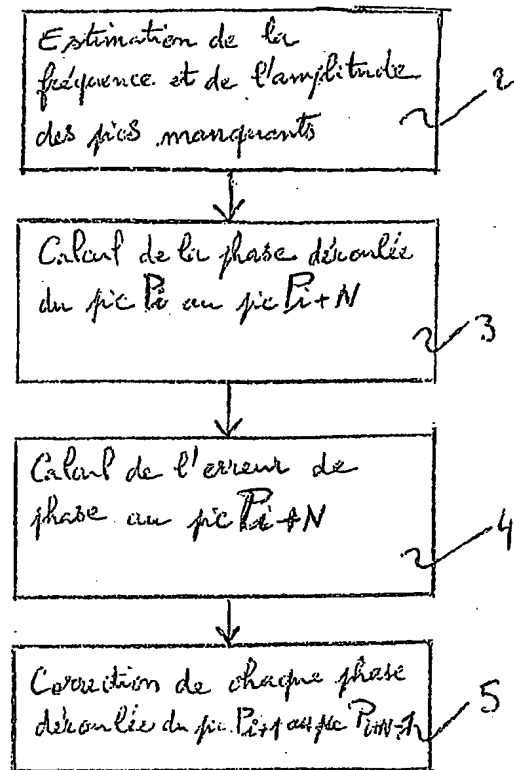 Estimation de la
fréquence et de l'amplitude
des pics manquants
2
Calcul de la phase déroulée
du pic Pi au pic Pi+N
3
Calcul de l'erreur de
phase au pic Pi+N
4
Correction de chaque phase
déroulée du pic Pi+1 au pic Pi+N-1
5